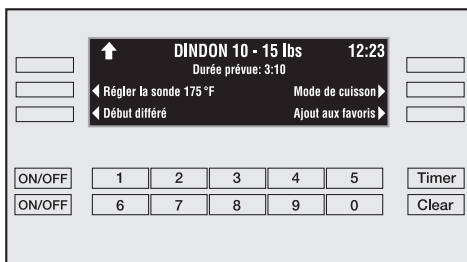 DINDON 10 - 15 lbs 12:23
Durée prévue: 3:10
Régler la sonde 175 °F Mode de cuisson
Début différé Ajout aux favoris
ON/OFF 1 2 3 4 5 Timer
ON/OFF 6 7 8 9 0 Clear